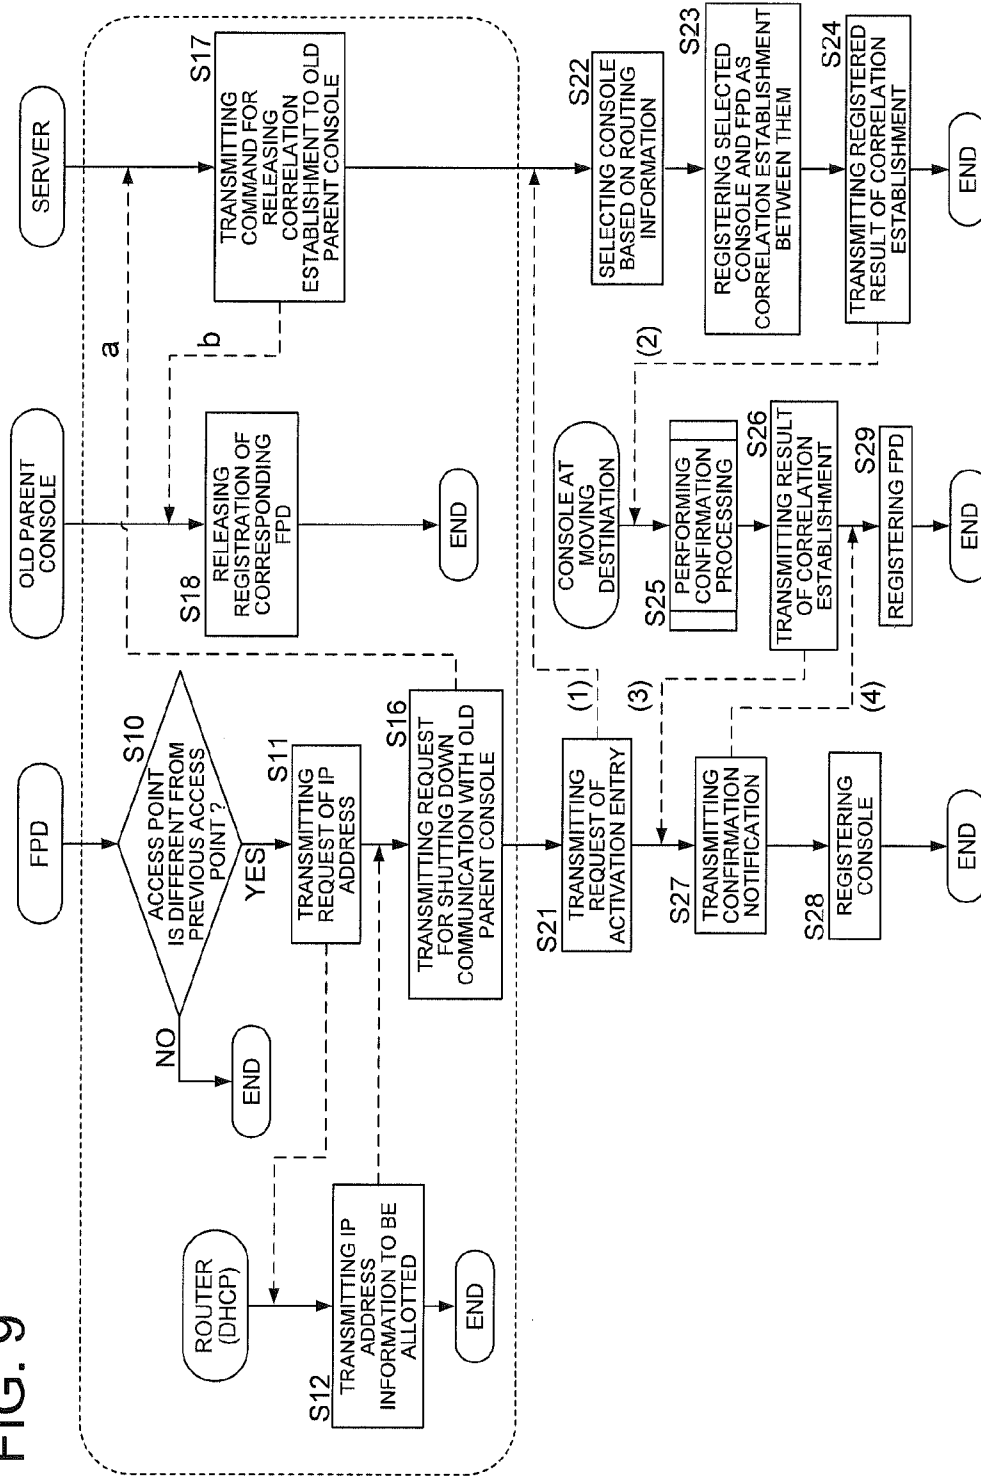 FIG. 9
ROUTER
(DHCP)
S12
TRANSMITTING IP
ADDRESS
INFORMATION TO BE
ALLOTTED
END
FPD
S10
ACCESS POINT
IS DIFFERENT FROM
PREVIOUS ACCESS
POINT ?
NO
END
YES
S11
TRANSMITTING
REQUEST OF IP
ADDRESS
S16
TRANSMITTING REQUEST
FOR SHUTTING DOWN
COMMUNICATION WITH OLD
PARENT CONSOLE
S21
TRANSMITTING
REQUEST OF
ACTIVATION ENTRY
(1)
(3)
S27
TRANSMITTING
CONFIRMATION
NOTIFICATION
(4)
S28
REGISTERING
CONSOLE
END
OLD PARENT
CONSOLE
a
b
S18
RELEASING
REGISTRATION OF
CORRESPONDING
FPD
END
CONSOLE AT
MOVING
DESTINATION
(2)
S25
PERFORMING
CONFIRMATION
PROCESSING
S26
TRANSMITTING RESULT
OF CORRELATION
ESTABLISHMENT
S29
REGISTERING FPD
END
SERVER
S17
TRANSMITTING
COMMAND FOR
RELEASING
CORRELATION
ESTABLISHMENT TO OLD
PARENT CONSOLE
S22
SELECTING CONSOLE
BASED ON ROUTING
INFORMATION
S23
REGISTERING SELECTED
CONSOLE AND FPD AS
CORRELATION ESTABLISHMENT
BETWEEN THEM
S24
TRANSMITTING REGISTERED
RESULT OF CORRELATION
ESTABLISHMENT
END